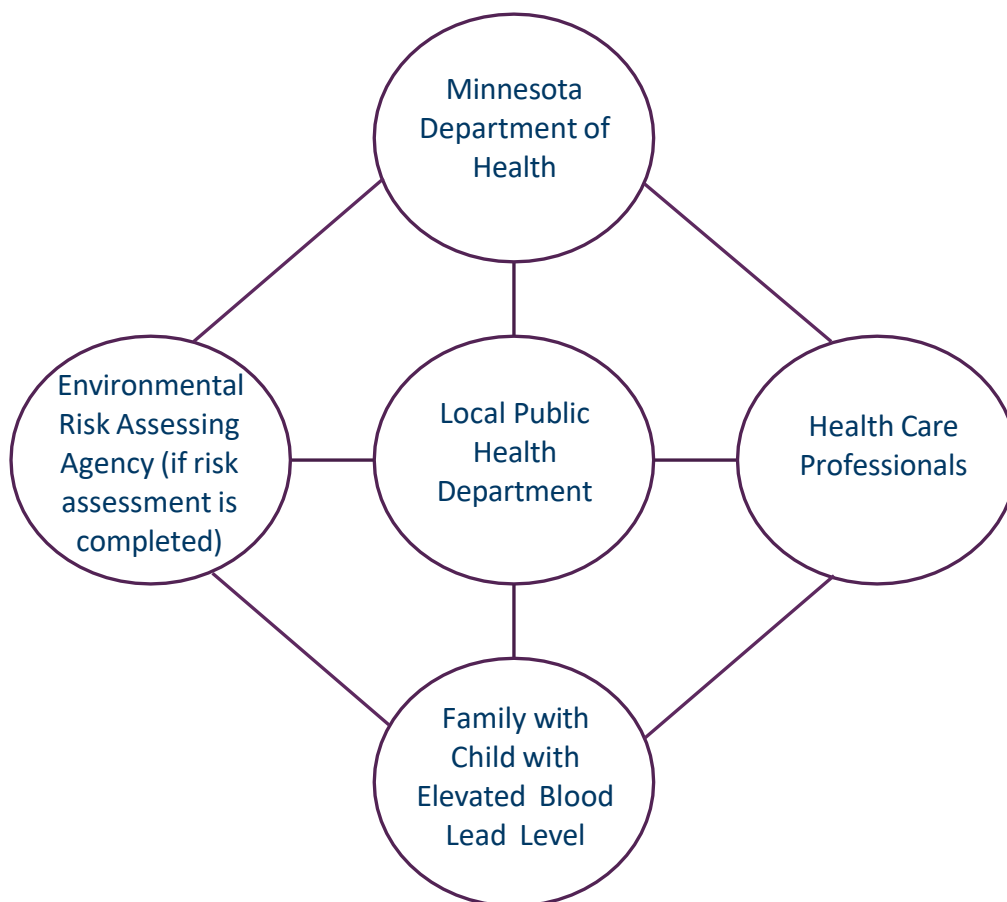 Minnesota
Department of
Health
Environmental
Risk Assessing
Agency (if risk
assessment is
completed)
Local Public
Health
Department
Health Care
Professionals
Family with
Child with
Elevated Blood
Lead Level